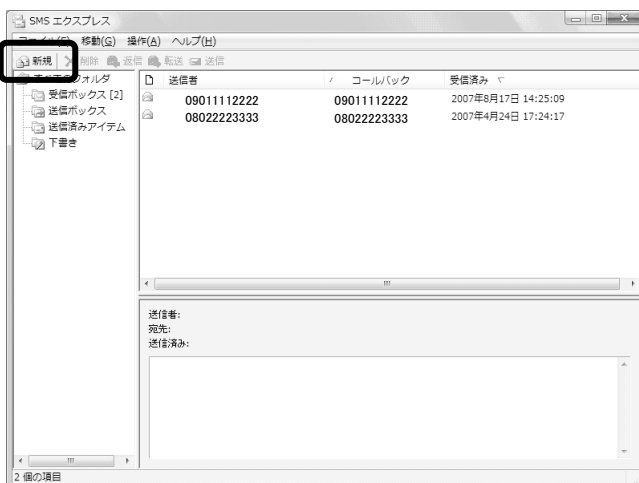 SMS エクスプレス
ファイル(F) 移動(G) 操作(A) ヘルプ(H)
新規 削除 返信 転送 送信
すべてのフォルダ
受信ボックス [2]
送信ボックス
送信済みアイテム
下書き
送信者 コールバック 受信済み
09011112222 09011112222 2007年8月17日 14:25:09
08022223333 08022223333 2007年4月24日 17:24:17
送信者:
宛先:
送信済み:
2 個の項目